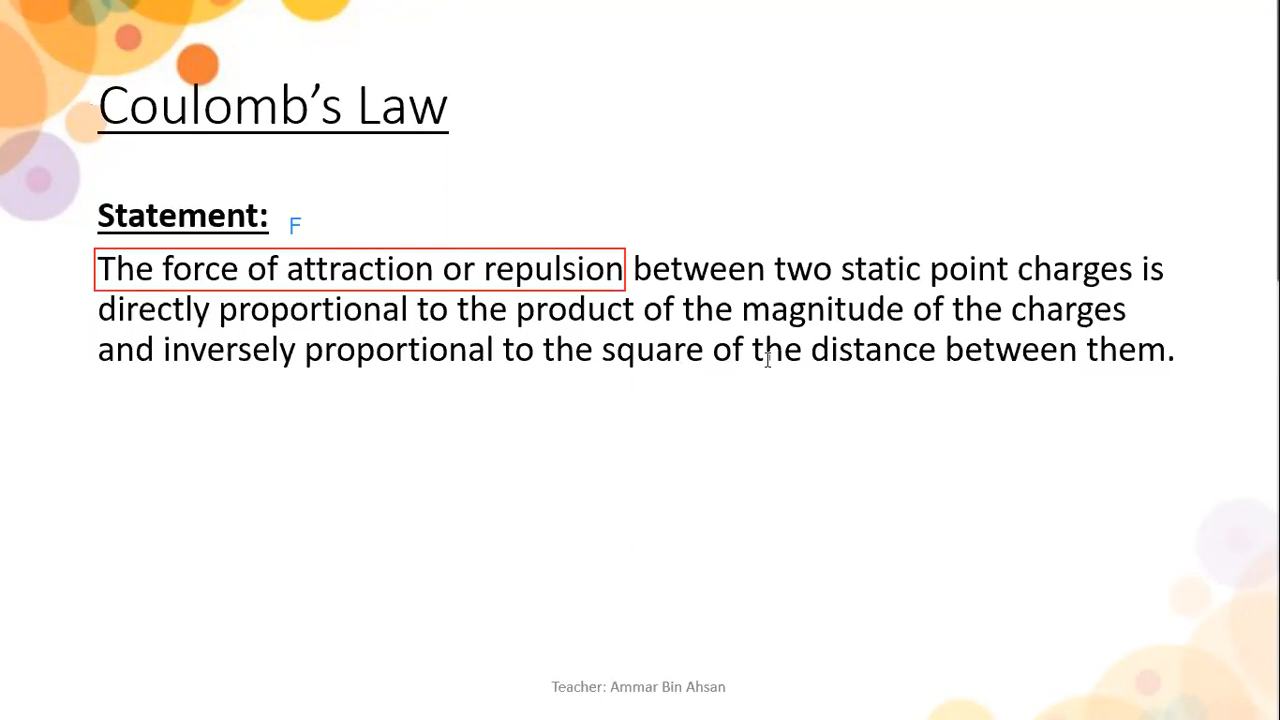 Coulomb’s Law
Statement:
F
The force of attraction or repulsion between two static point charges is
directly proportional to the product of the magnitude of the charges
and inversely proportional to the square of the distance between them.
Teacher: Ammar Bin Ahsan